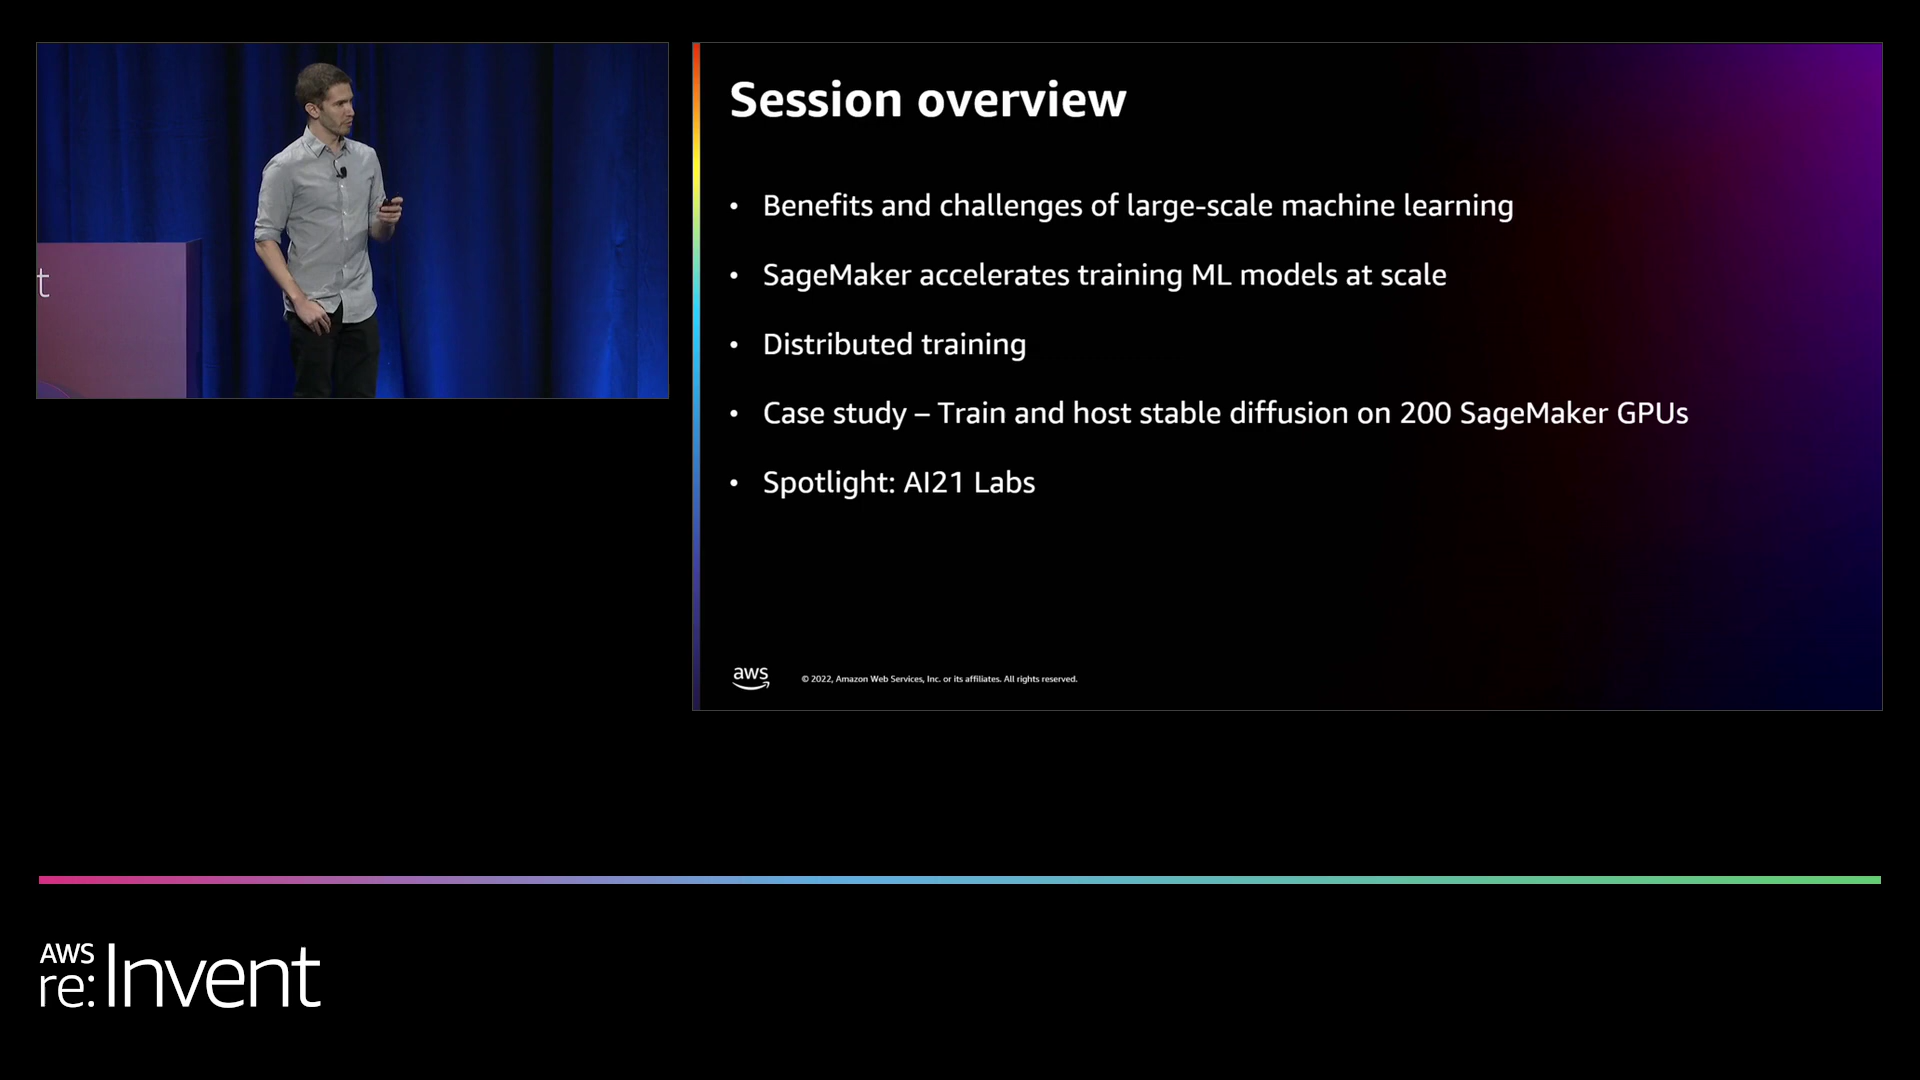 t
Session overview
• Benefits and challenges of large-scale machine learning
• SageMaker accelerates training ML models at scale
• Distributed training
• Case study – Train and host stable diffusion on 200 SageMaker GPUs
• Spotlight: AI21 Labs
aws
© 2022, Amazon Web Services, Inc. or its affiliates. All rights reserved.
AWS
re:Invent